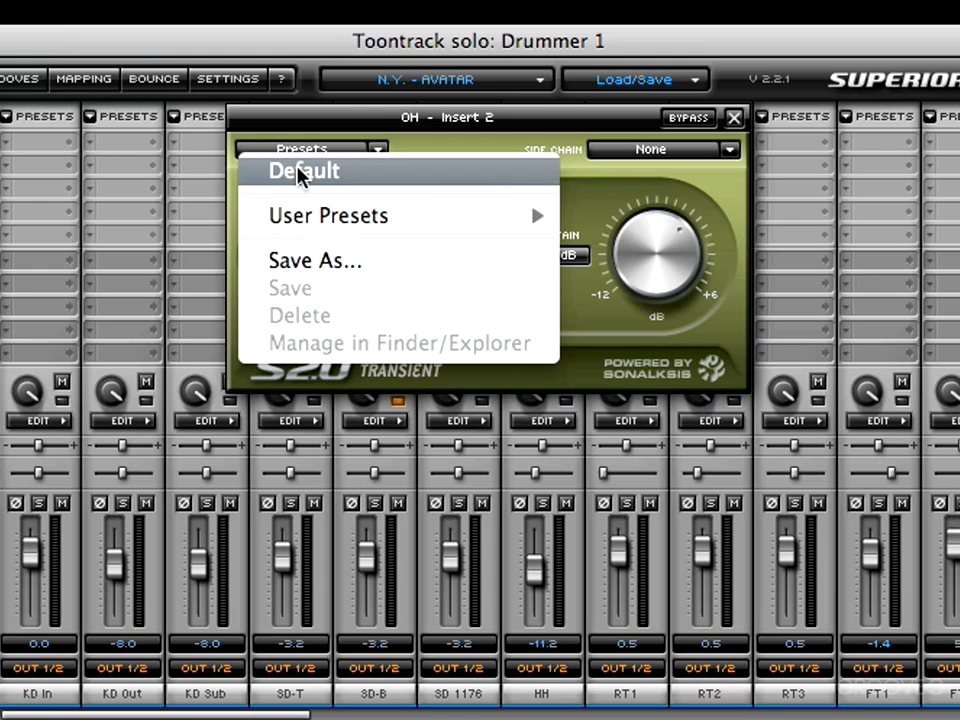 Toontrack solo: Drummer 1
OOVES MAPPING BOUNCE SETTINGS ? N.Y. - AVATAR Load/Save V 2.2.1 SUPERIOR
PRESETS PRESETS PRESE OH - Insert 2 BYPASS PRESETS PRESETS
Presets SIDE CHAIN None
Default
User Presets
AIN
Save As...
dB
Save
-12 +6
Delete
dB
Manage in Finder/Explorer
S2.0 TRANSIENT POWERED BY SONALKSIS
M M M M
EDIT EDIT EDIT EDIT EDIT EDIT EDIT EDIT EDIT EDIT EDIT
S M S M S M S M S M S M S M S M S M S M S M
0.0 -8.0 -8.0 -3.2 -3.2 -3.2 -11.2 0.5 0.5 0.5 -1.4
OUT 1/2 OUT 1/2 OUT 1/2 OUT 1/2 OUT 1/2 OUT 1/2 OUT 1/2 OUT 1/2 OUT 1/2 OUT 1/2 OUT 1/2 OU
KD In KD Out KD Sub SD-T SD-B SD 1176 HH RT1 RT2 RT3 FT1